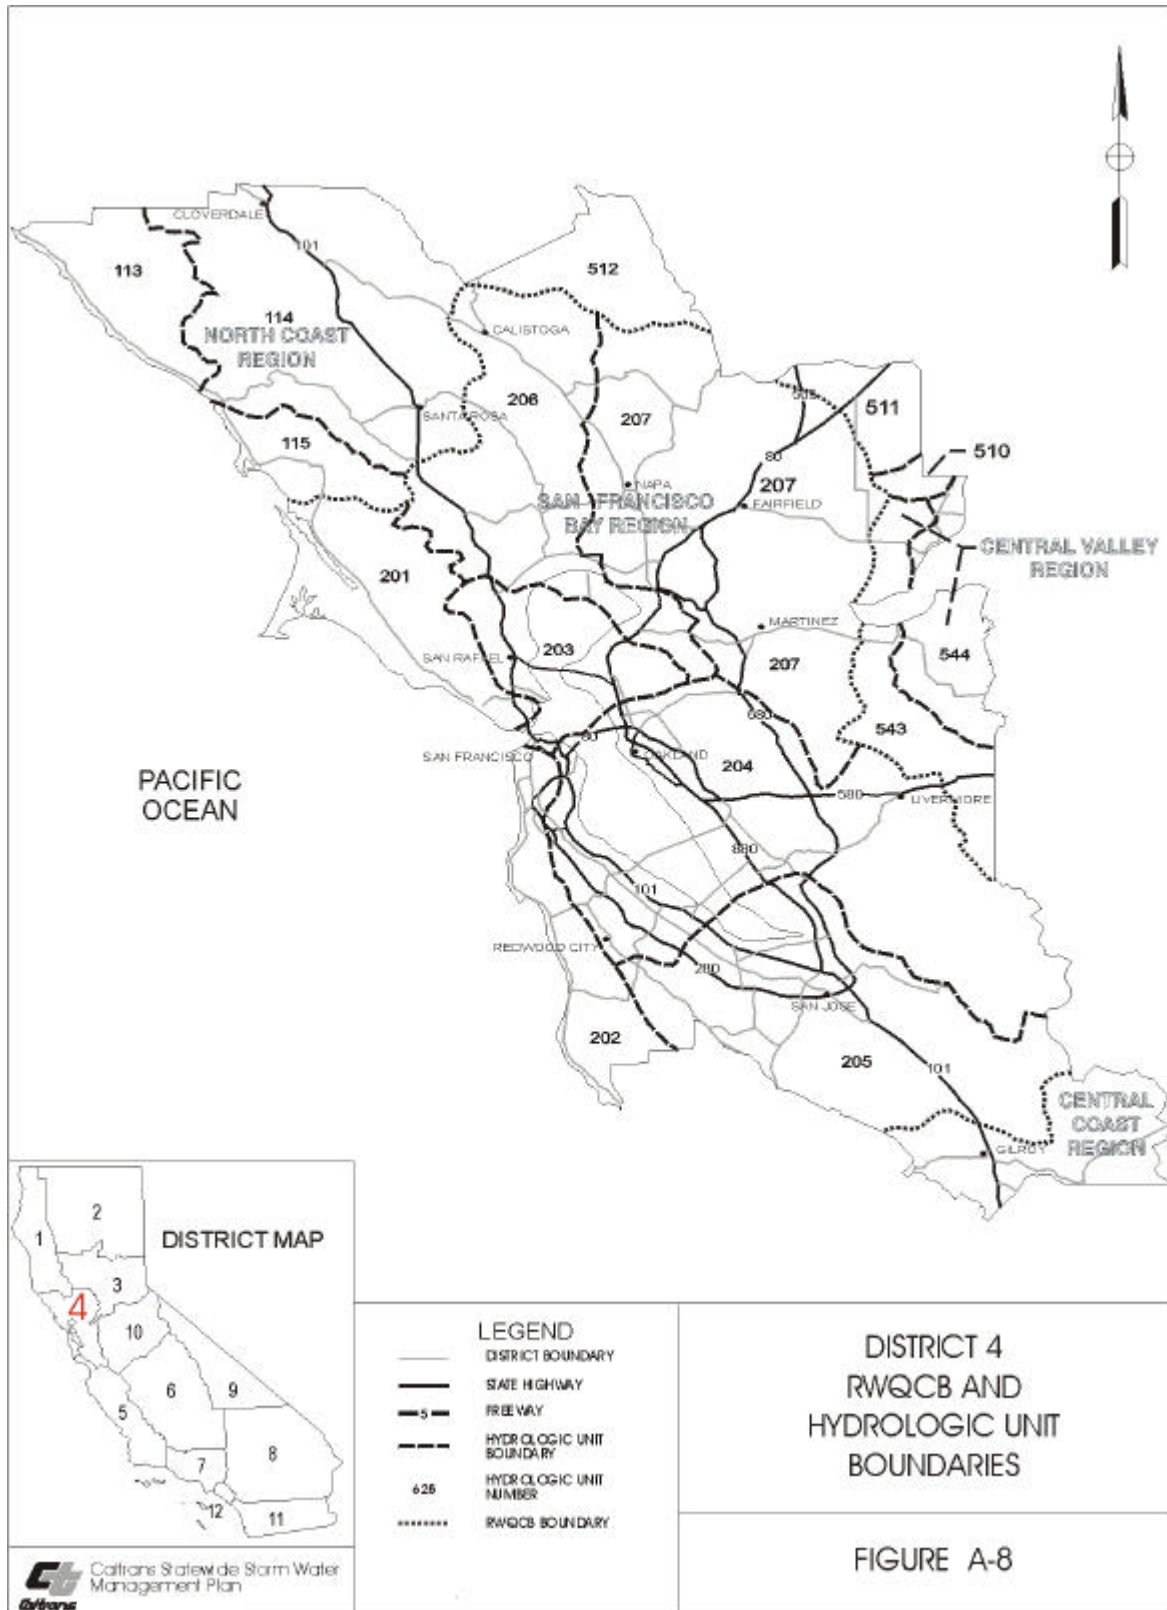 CLOVERDALE
101
113
512
114
NORTH COAST
REGION
CALISTOGA
206
207
505
511
SANTA ROSA
115
80
510
NAPA
207
SAN FRANCISCO
BAY REGION
FAIRFIELD
CENTRAL VALLEY
REGION
201
MARTINEZ
203
207
544
SAN RAFAEL
680
543
80
SAN FRANCISCO
OAKLAND
204
PACIFIC
OCEAN
580
LIVERMORE
880
101
REDWOOD CITY
280
SAN JOSE
202
205
101
CENTRAL
COAST
REGION
GILROY
1
2
3
4
10
6
9
5
8
7
12
11
DISTRICT MAP
LEGEND
DISTRICT BOUNDARY
STATE HIGHWAY
5
FREEWAY
HYDROLOGIC UNIT
BOUNDARY
628
HYDROLOGIC UNIT
NUMBER
RWQCB BOUNDARY
DISTRICT 4
RWQCB AND
HYDROLOGIC UNIT
BOUNDARIES
FIGURE A-8
Caltrans Statewide Storm Water
Management Plan
Caltrans